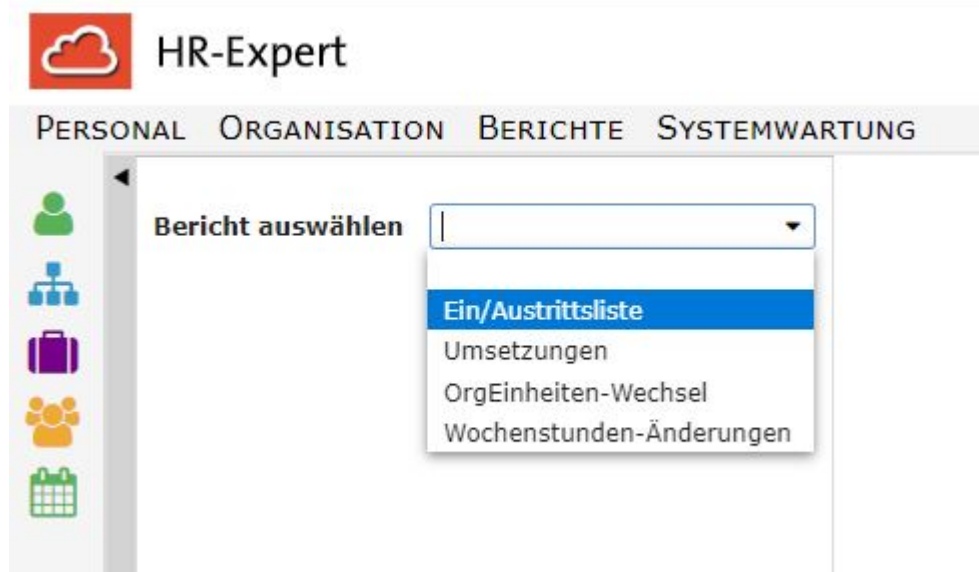 HR-Expert
PERSONAL ORGANISATION BERICHTE SYSTEMWARTUNG
Bericht auswählen
Ein/Austrittsliste
Umsetzungen
OrgEinheiten-Wechsel
Wochenstunden-Änderungen